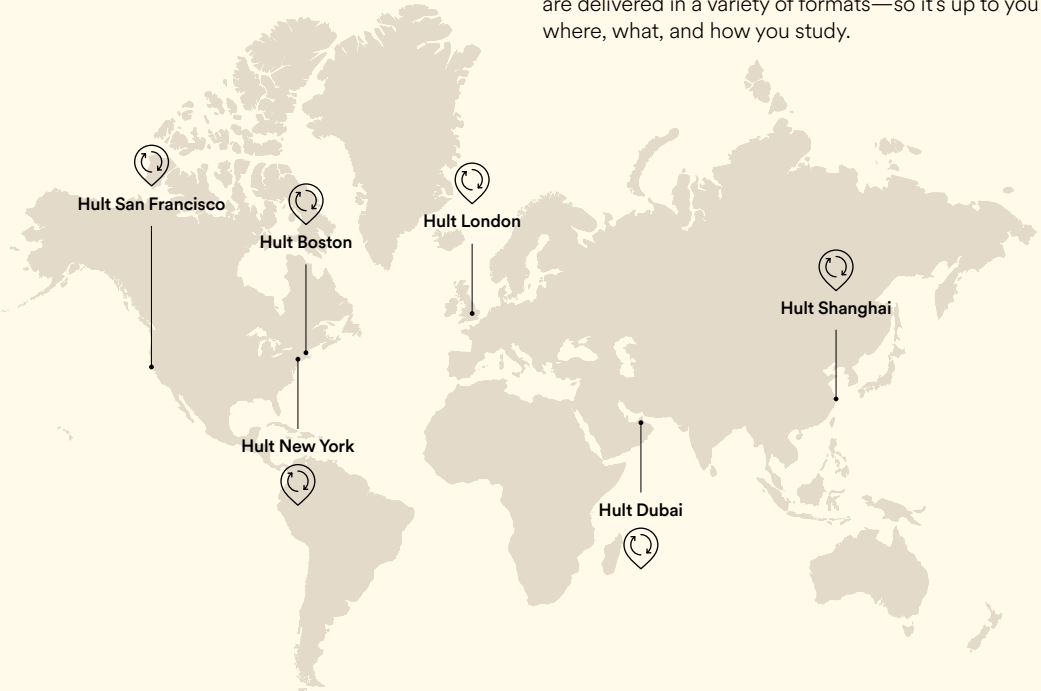 are delivered in a variety of formats—so it's up to you
where, what, and how you study.
Hult San Francisco
Hult London
Hult Boston
Hult Shanghai
Hult New York
Hult Dubai